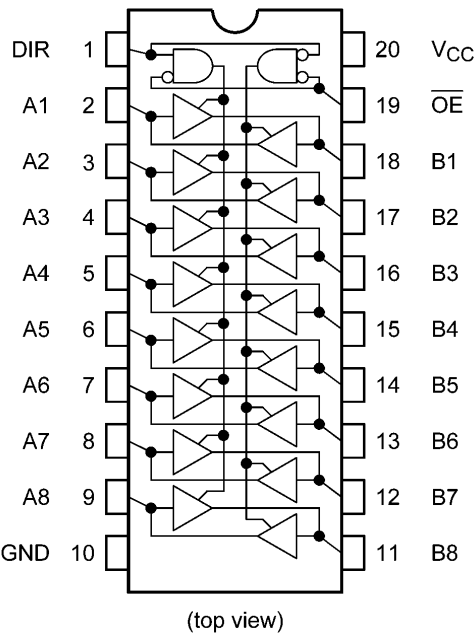 DIR 1 20 VCC
A1 2 19 OE
A2 3 18 B1
A3 4 17 B2
A4 5 16 B3
A5 6 15 B4
A6 7 14 B5
A7 8 13 B6
A8 9 12 B7
GND 10 11 B8
(top view)